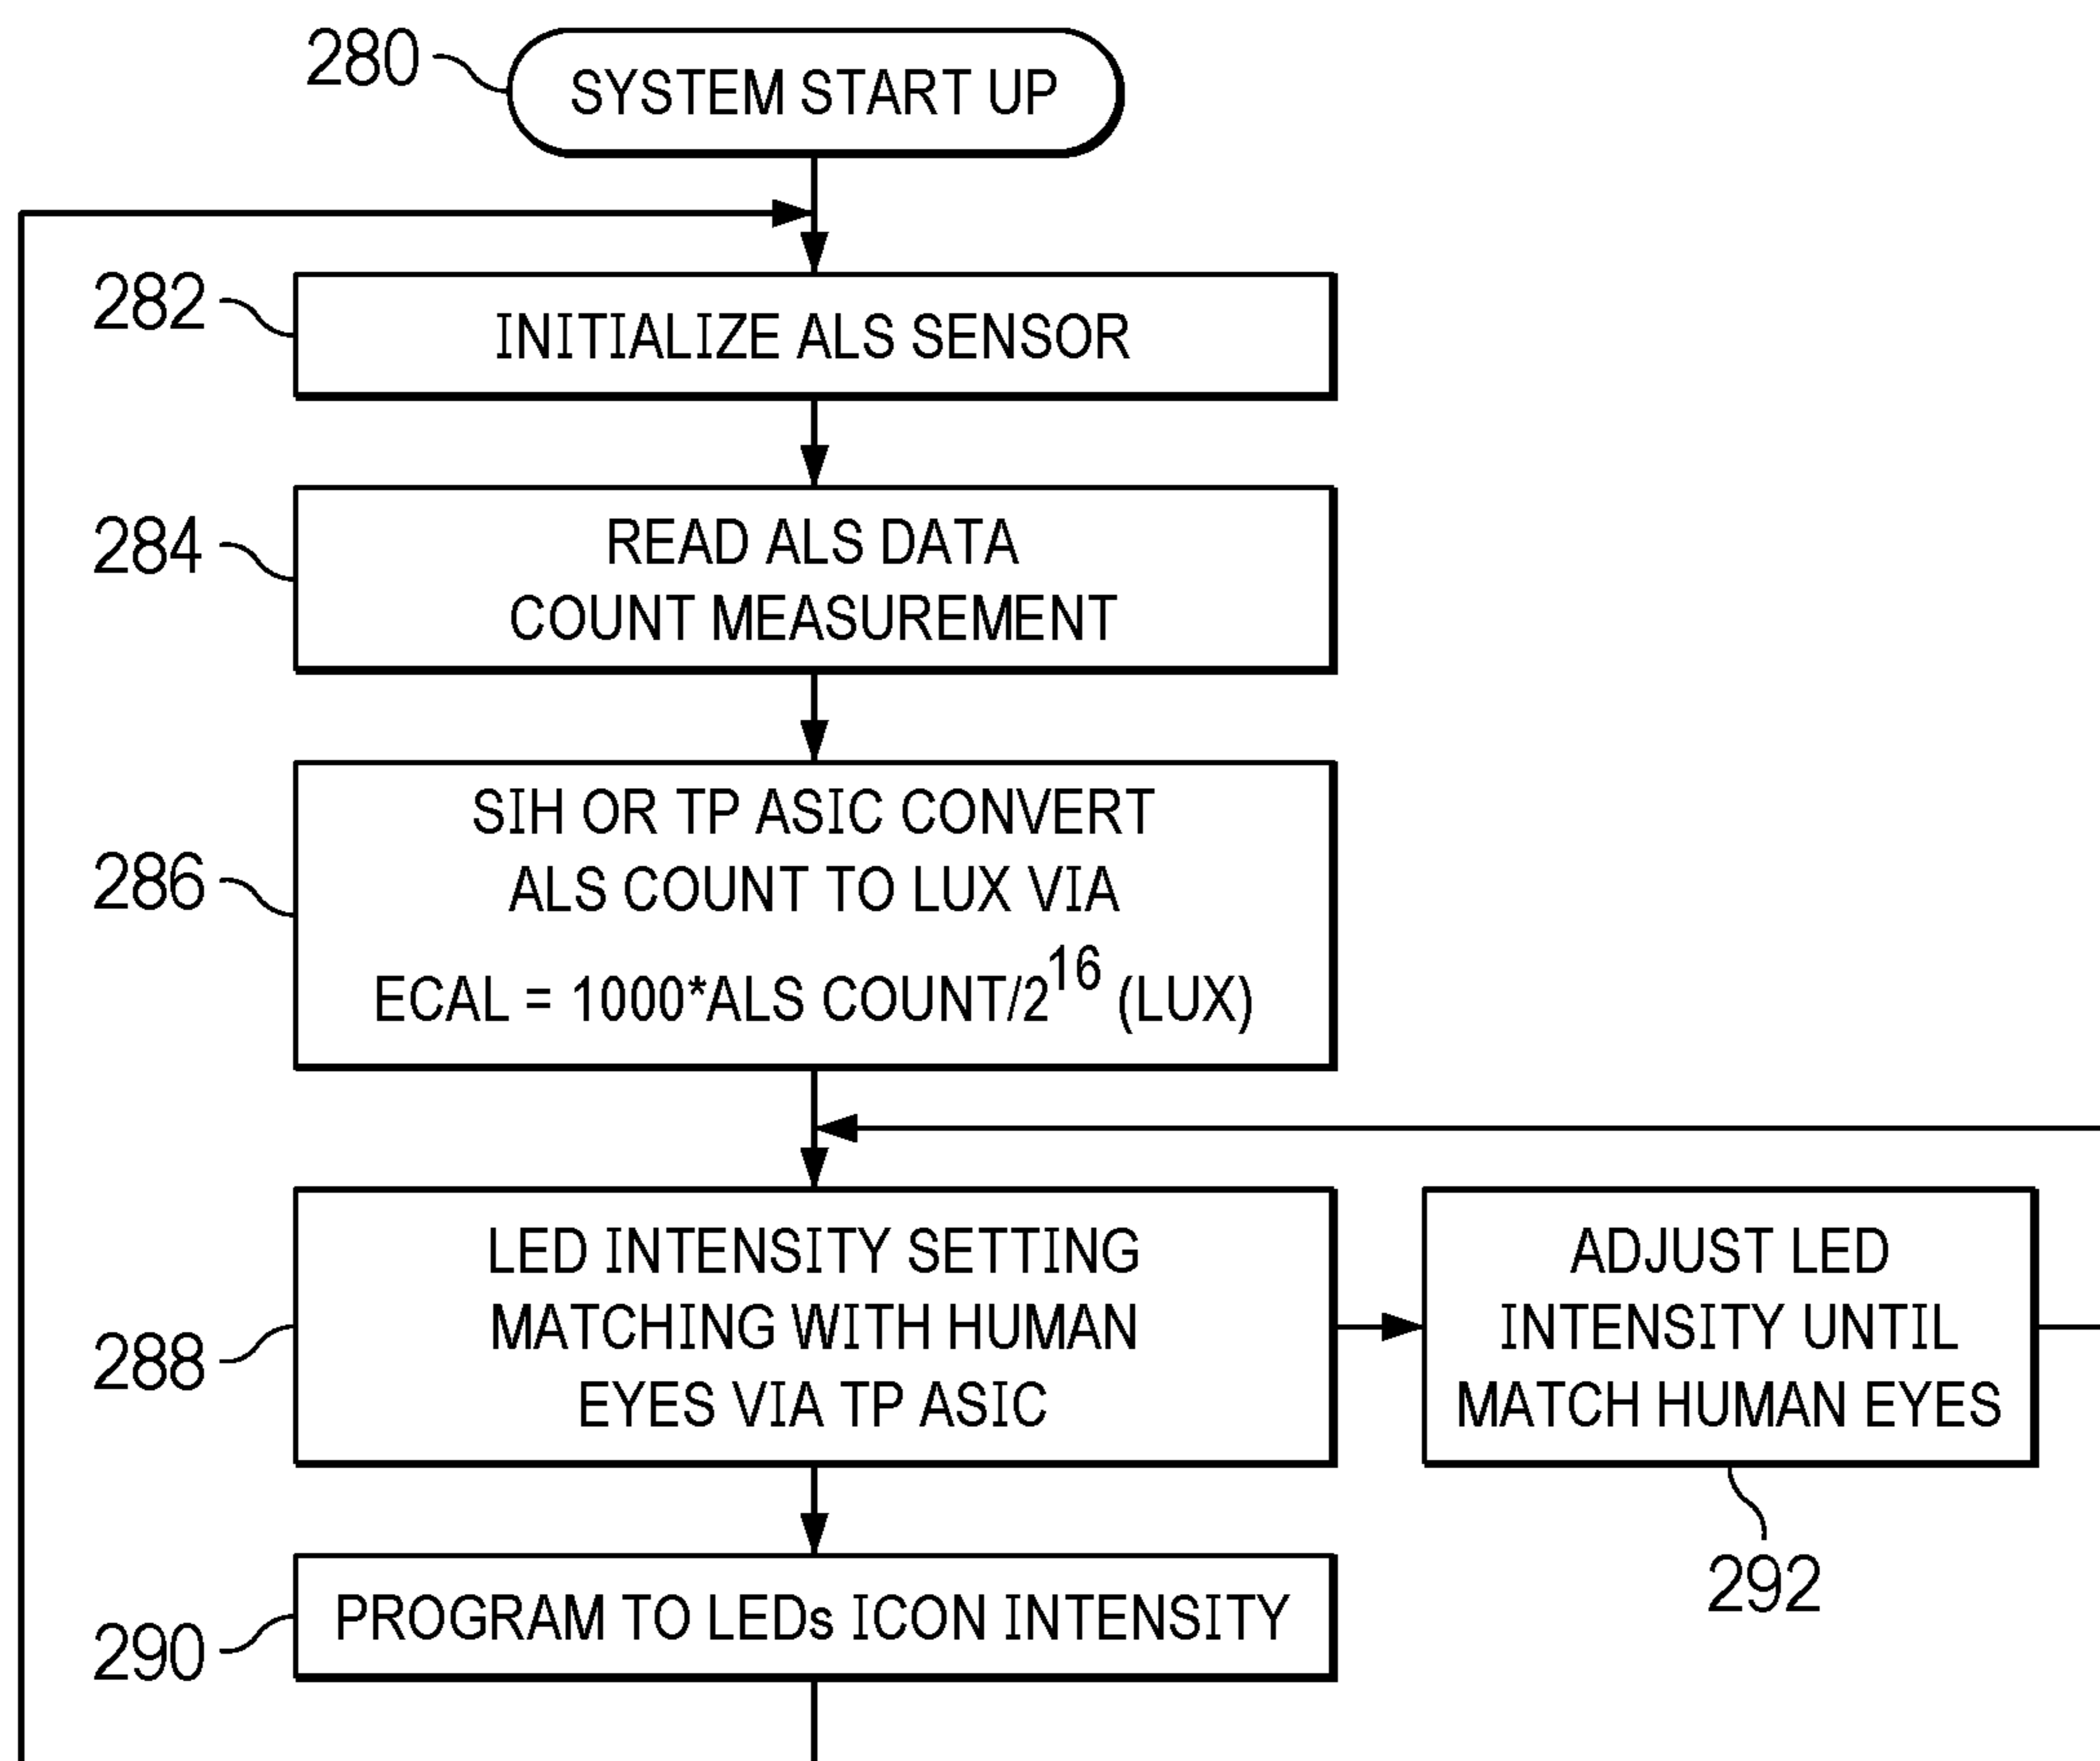 280
SYSTEM START UP
282
INITIALIZE ALS SENSOR
284
READ ALS DATA
COUNT MEASUREMENT
286
SIH OR TP ASIC CONVERT
ALS COUNT TO LUX VIA
ECAL = 1000*ALS COUNT/2^16 (LUX)
288
LED INTENSITY SETTING
MATCHING WITH HUMAN
EYES VIA TP ASIC
ADJUST LED
INTENSITY UNTIL
MATCH HUMAN EYES
292
290
PROGRAM TO LEDs ICON INTENSITY